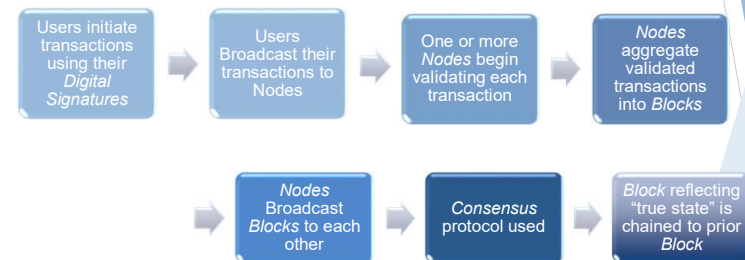 Users initiate
transactions
using their
Digital
Signatures
Users
Broadcast their
transactions to
Nodes
One or more
Nodes begin
validating each
transaction
Nodes
aggregate
validated
transactions
into Blocks
Nodes
Broadcast
Blocks to each
other
Consensus
protocol used
Block reflecting
“true state” is
chained to prior
Block